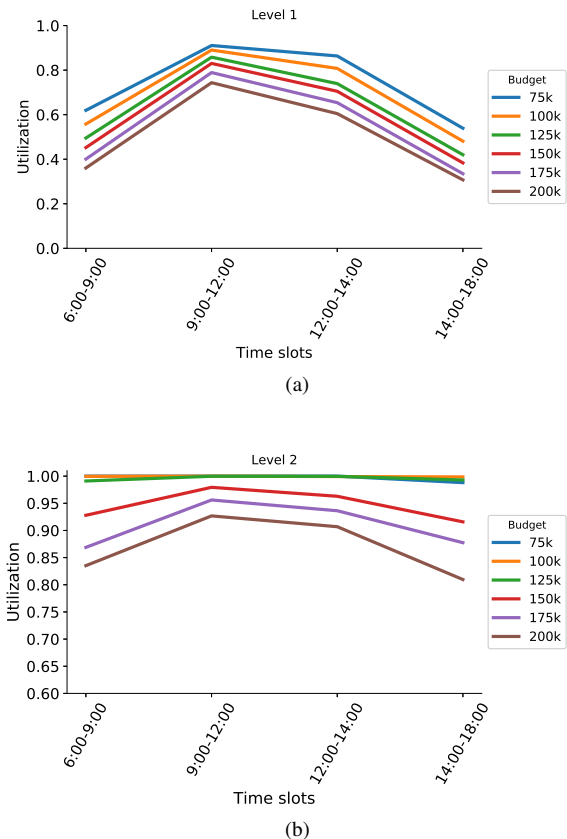 Level 1
1.0
0.8
0.6
0.4
0.2
0.0
Utilization
6:00-9:00
9:00-12:00
12:00-14:00
14:00-18:00
Time slots
Budget
75k
100k
125k
150k
175k
200k
(a)
Level 2
1.00
0.95
0.90
0.85
0.80
0.75
0.70
0.65
0.60
Utilization
6:00-9:00
9:00-12:00
12:00-14:00
14:00-18:00
Time slots
Budget
75k
100k
125k
150k
175k
200k
(b)